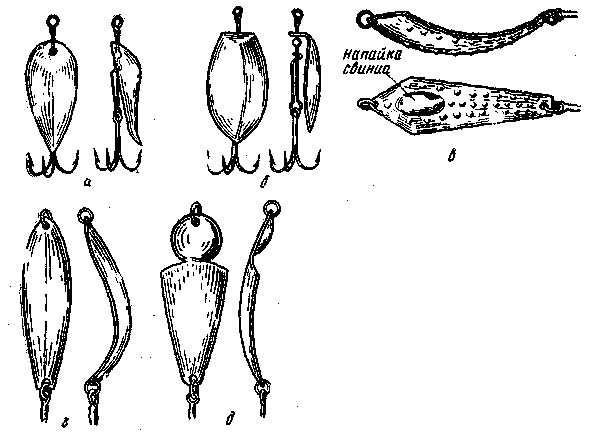 напайка
свинца
в
а б
г д